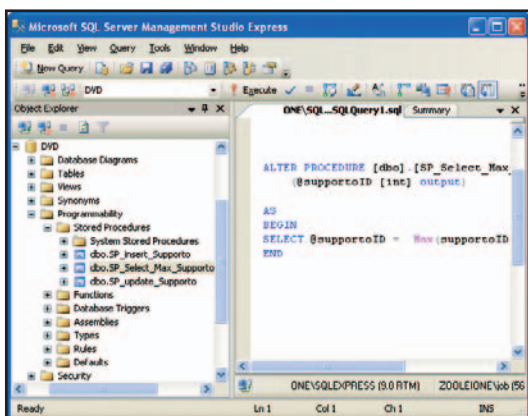 Microsoft SQL Server Management Studio Express
File Edit View Query Tools Window Help
New Query
DVD
Execute
Object Explorer
DVD
Database Diagrams
Tables
Views
Synonyms
Programmability
Stored Procedures
System Stored Procedures
dbo.SP_insert_Supporto
dbo.SP_Select_Max_Supporto
dbo.SP_update_Supporto
Functions
Database Triggers
Assemblies
Types
Rules
Defaults
Security
ONE\SQL...SQLQuery1.sql Summary
ALTER PROCEDURE [dbo].[SP_Select_Max_
(@supportoID [int] output)
AS
BEGIN
SELECT @supportoID = Max(supportoID
END
ONE\SQLEXPRESS (9.0 RTM) ZOOLEIONE\job (56
Ready Ln 1 Col 1 Ch 1 INS